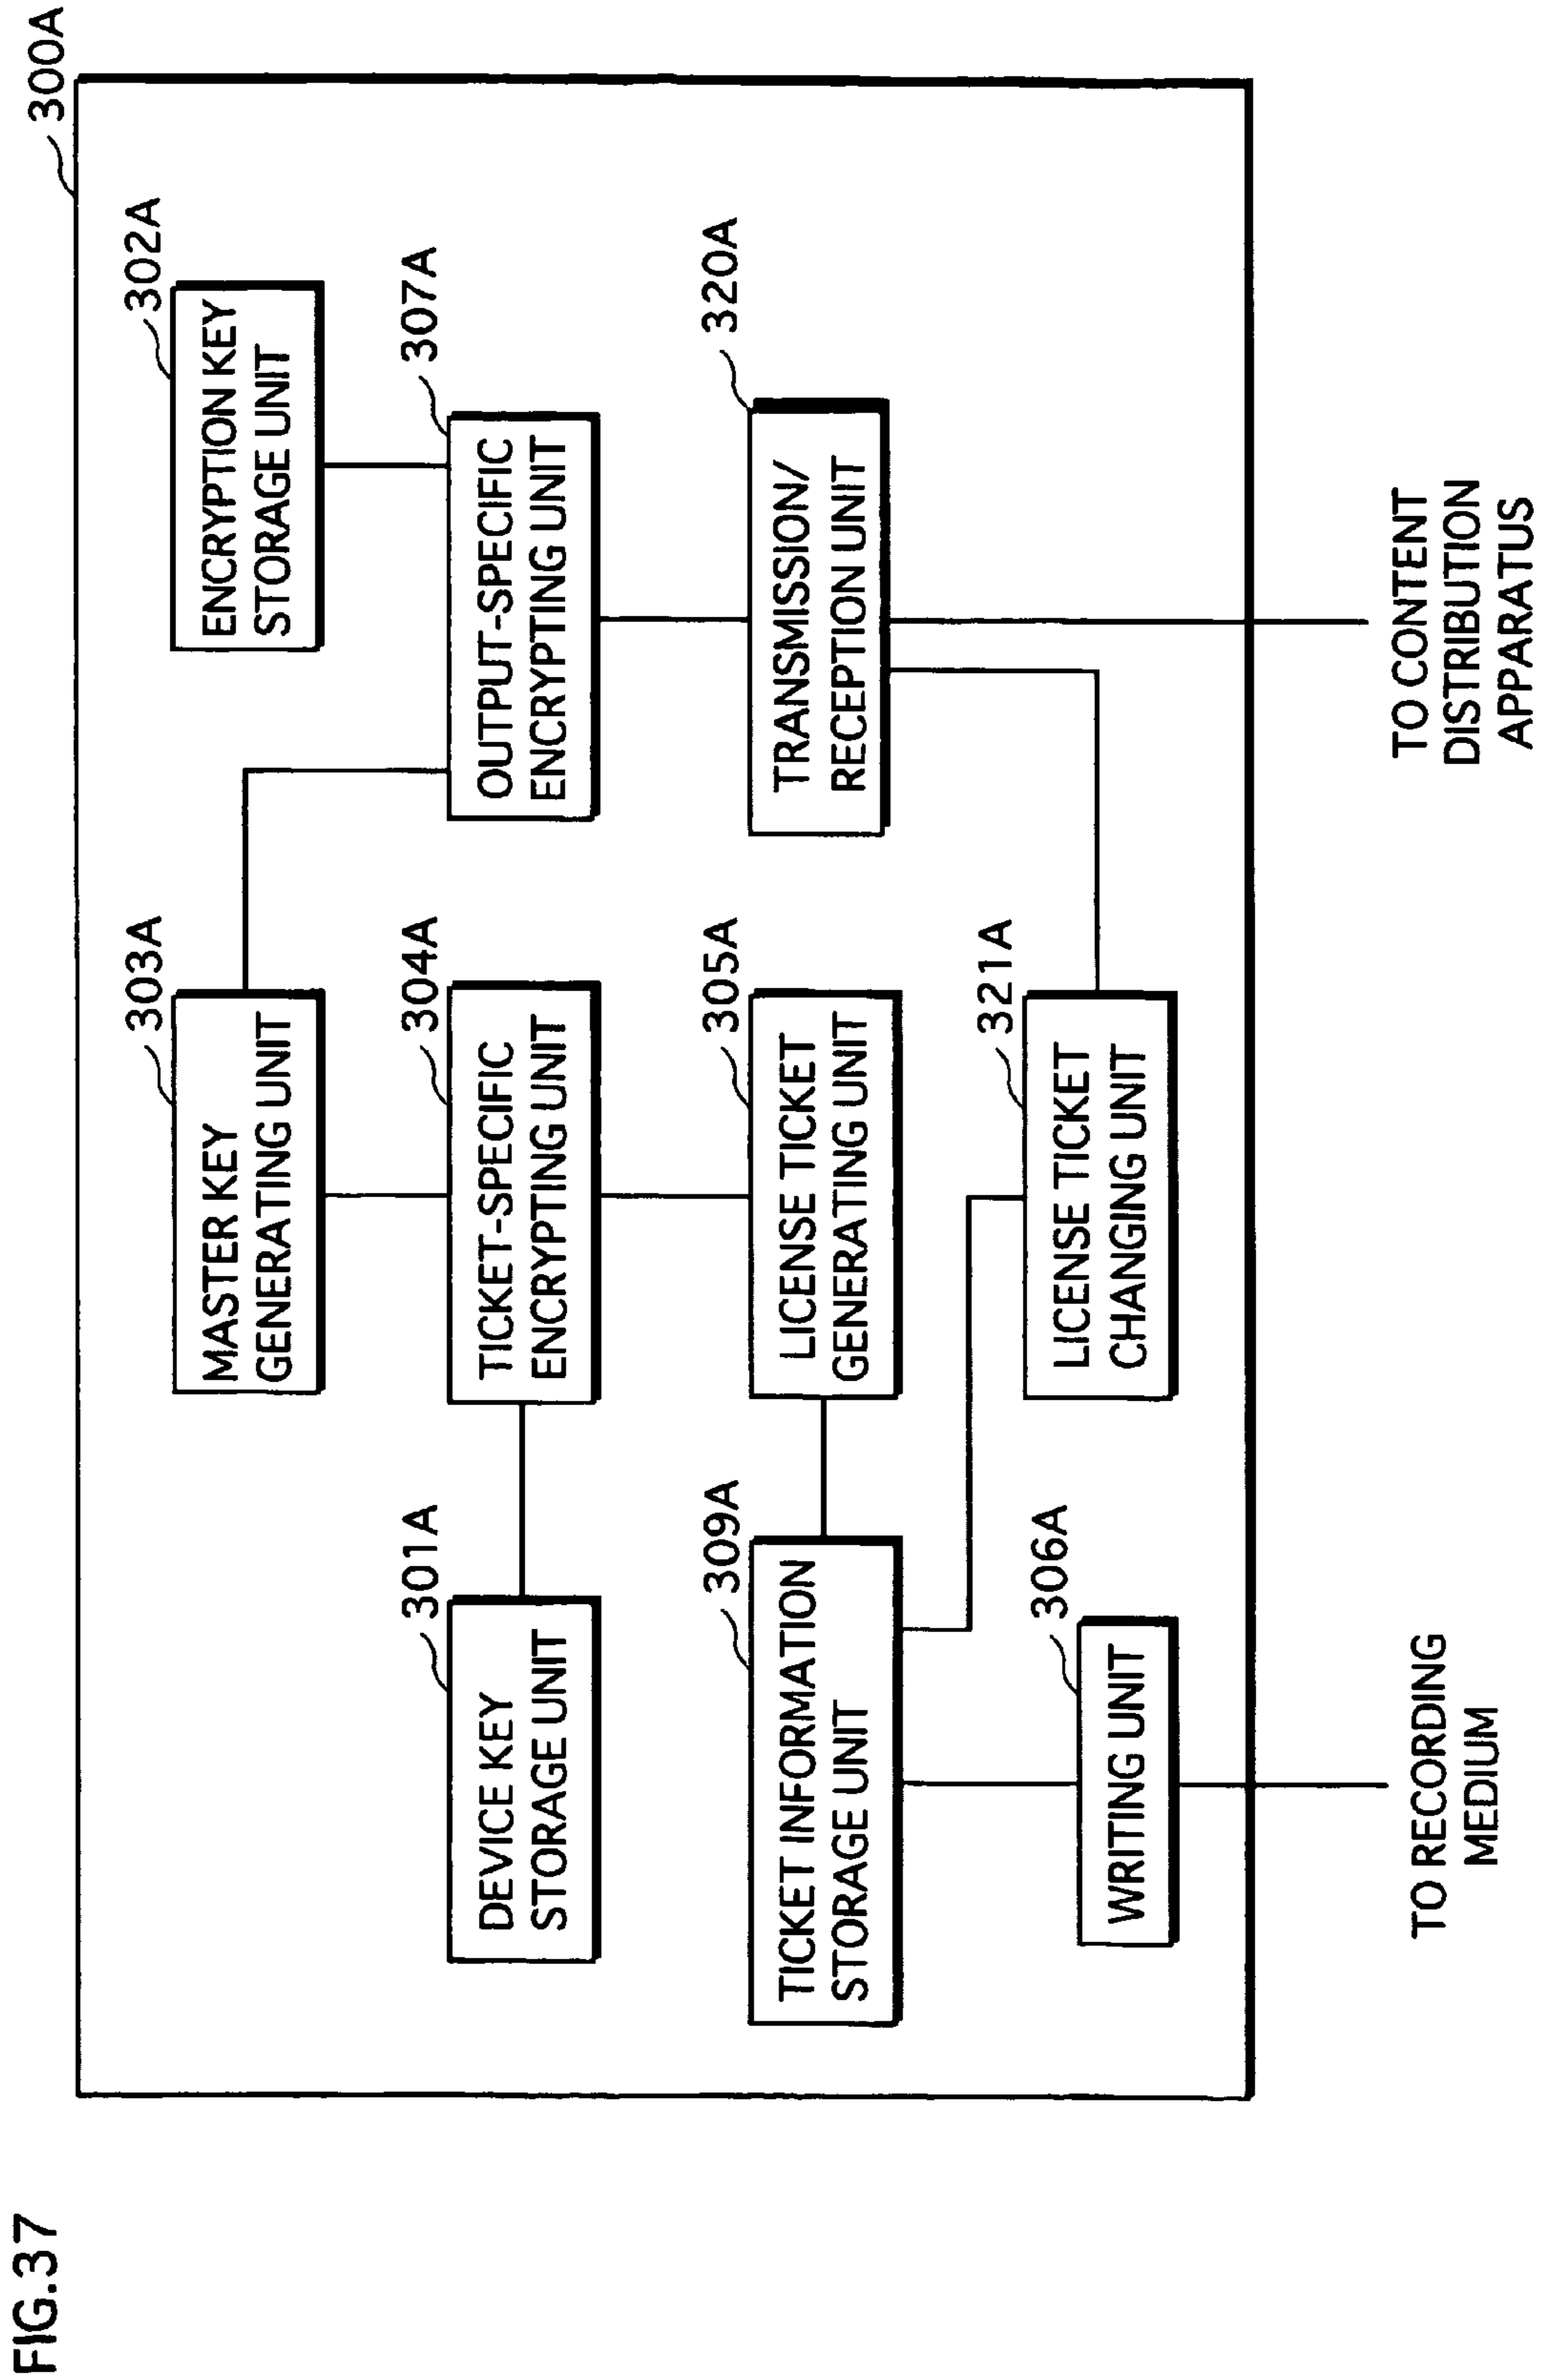 FIG.37
300A
303A
MASTER KEY
GENERATING UNIT
302A
ENCRYPTION KEY
STORAGE UNIT
301A
DEVICE KEY
STORAGE UNIT
304A
TICKET-SPECIFIC
ENCRYPTING UNIT
307A
OUTPUT-SPECIFIC
ENCRYPTING UNIT
309A
TICKET INFORMATION
STORAGE UNIT
305A
LICENSE TICKET
GENERATING UNIT
320A
TRANSMISSION/
RECEPTION UNIT
306A
WRITING UNIT
321A
LICENSE TICKET
CHANGING UNIT
TO RECORDING
MEDIUM
TO CONTENT
DISTRIBUTION
APPARATUS